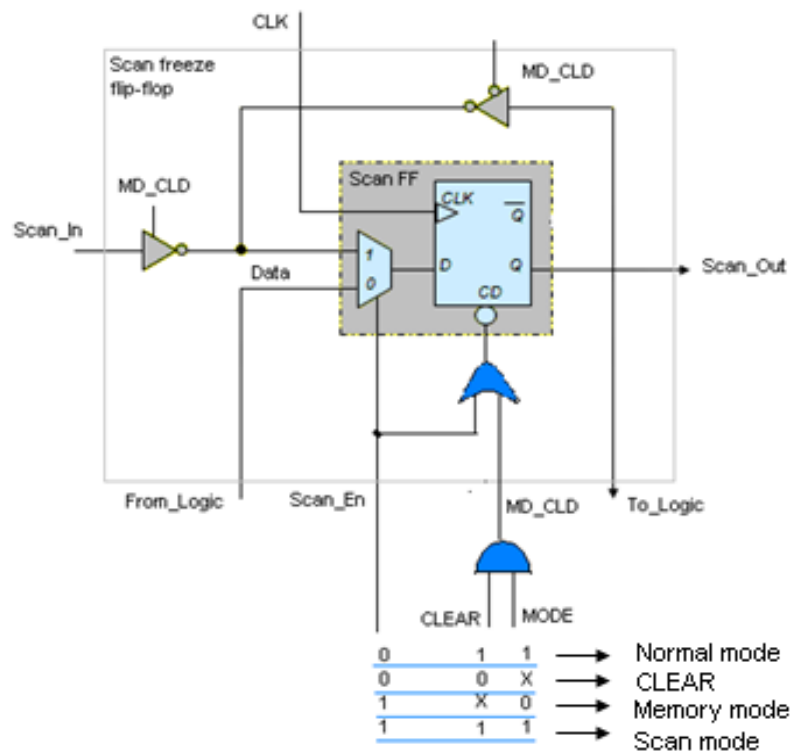 CLK
Scan freeze
flip-flop
MD_CLD
MD_CLD
Scan FF
CLK
Q
Scan_In
1
Data
D
Q
Scan_Out
0
CD
From_Logic
Scan_En
MD_CLD
To_Logic
CLEAR
MODE
0 1 1 Normal mode
0 0 X CLEAR
1 X 0 Memory mode
1 1 1 Scan mode